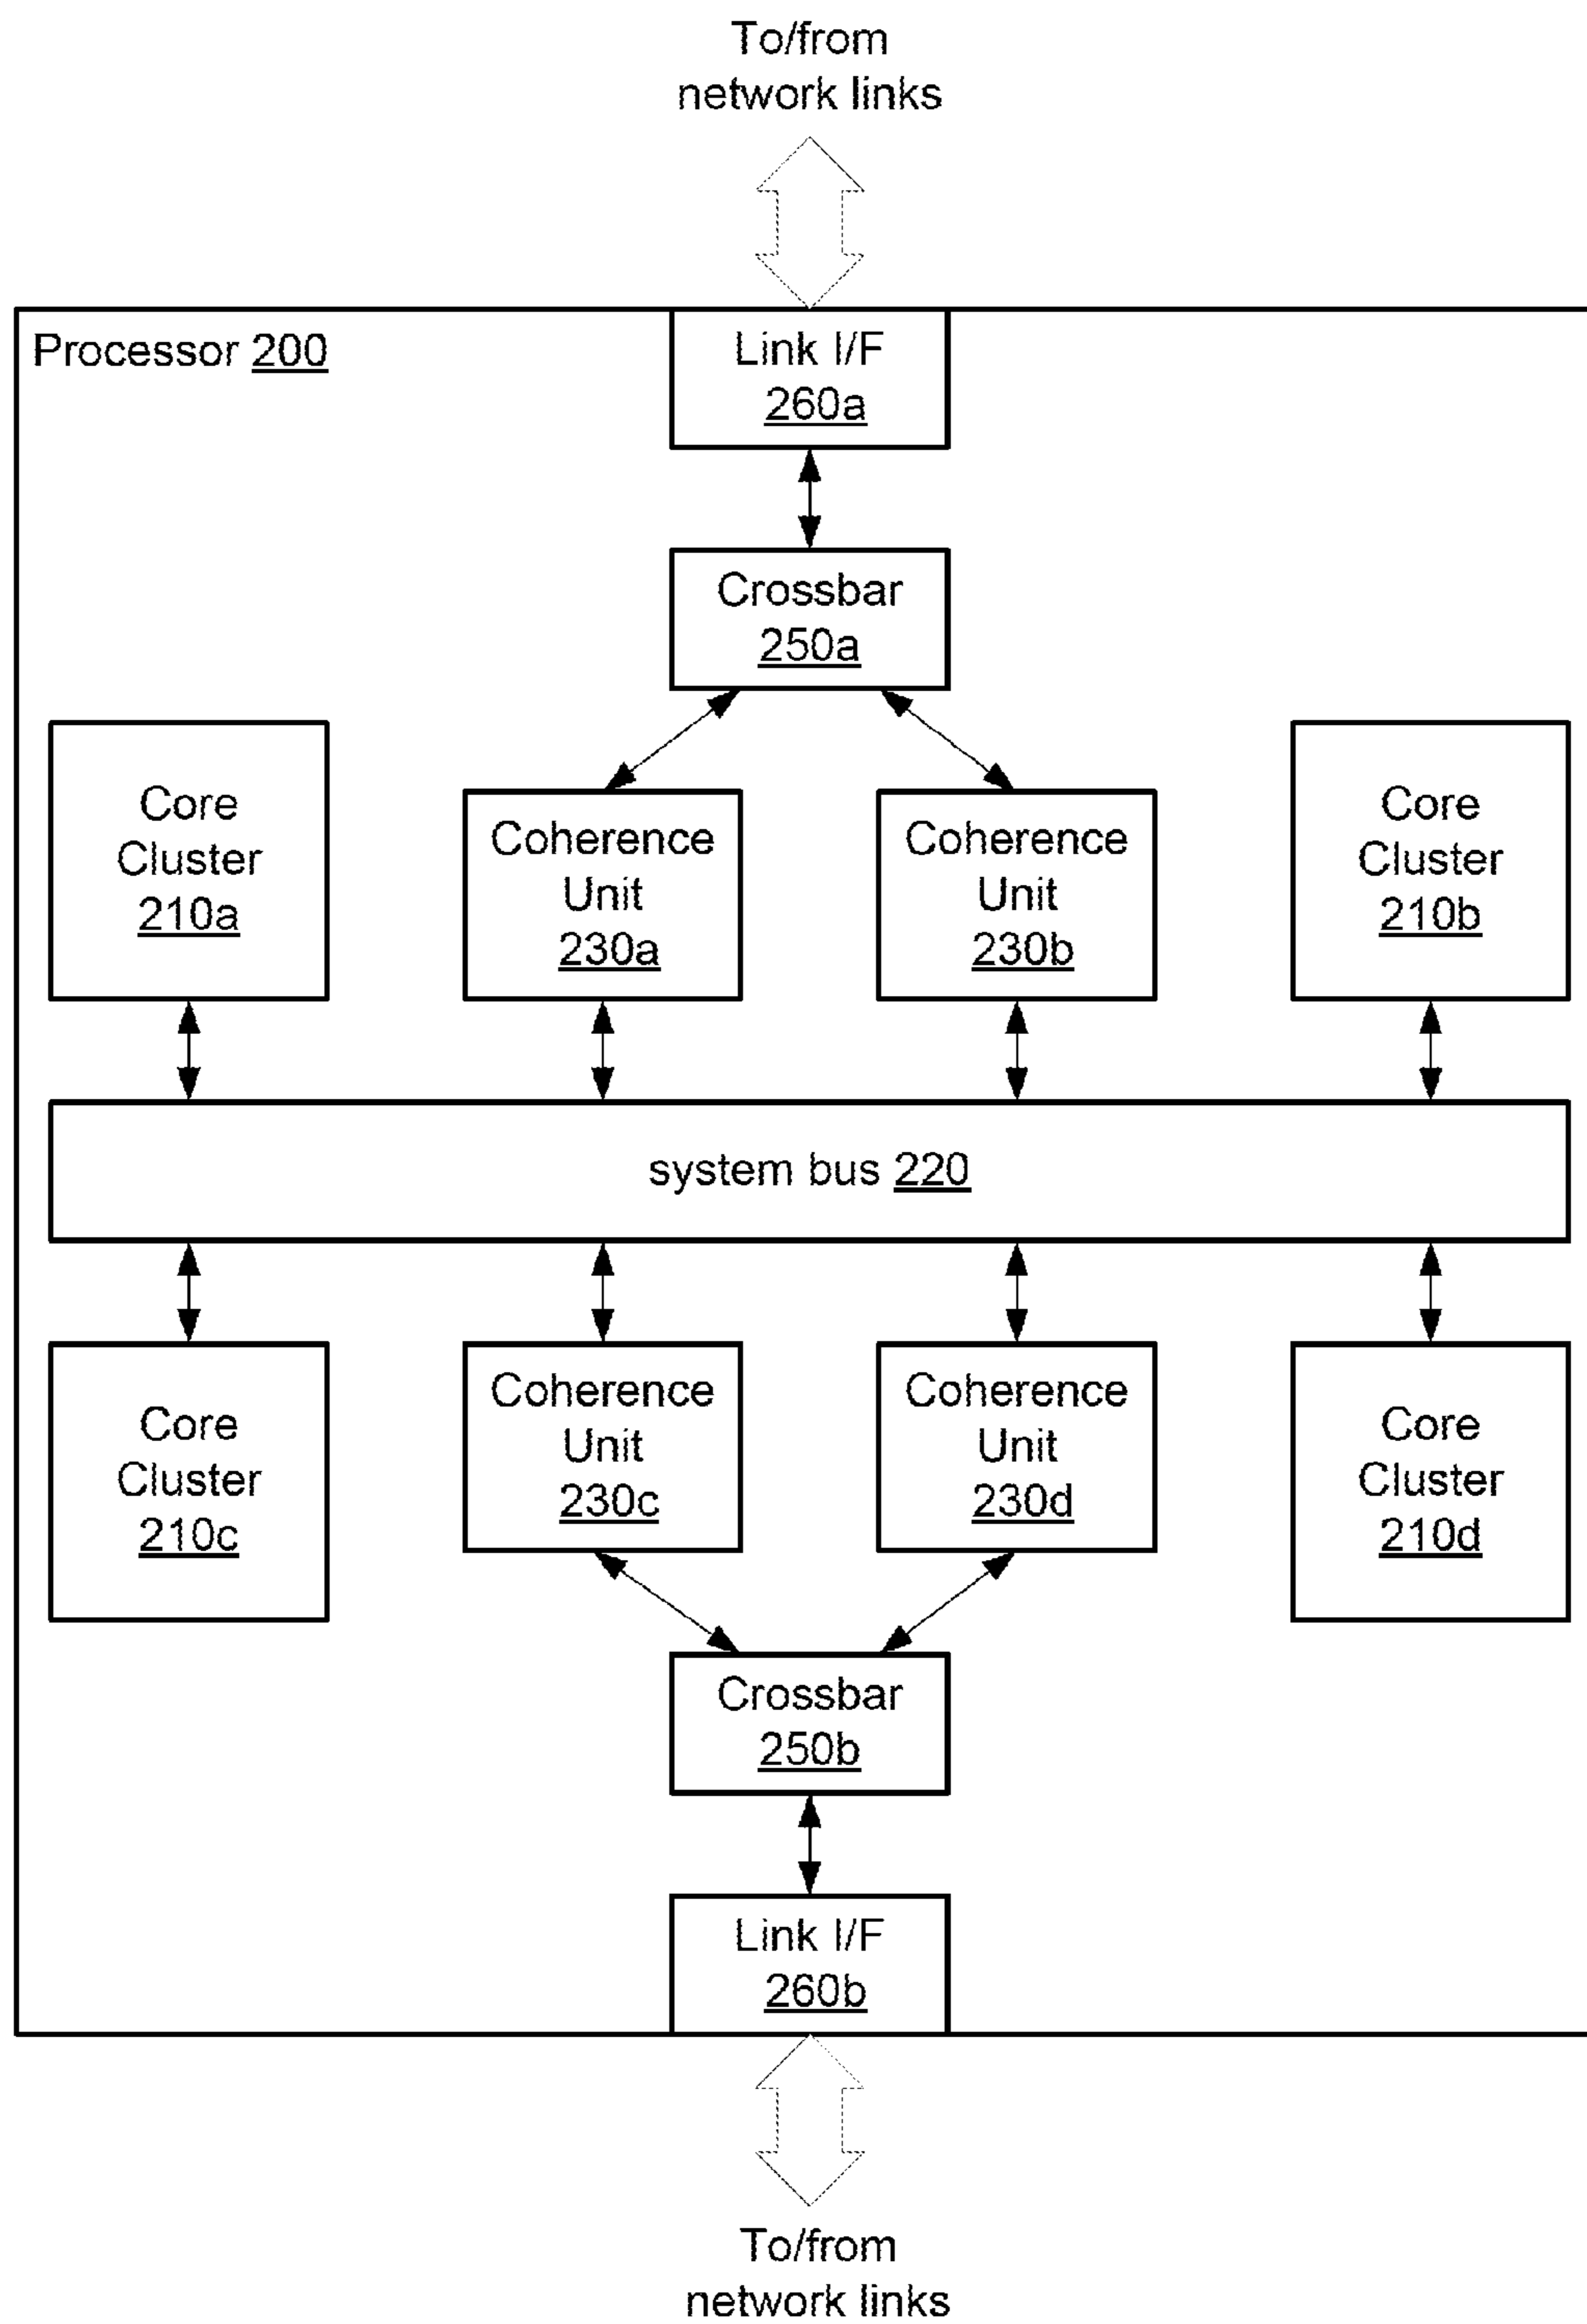 To/from
network links
Processor 200
Link I/F
260a
Crossbar
250a
Core
Cluster
210a
Coherence
Unit
230a
Coherence
Unit
230b
Core
Cluster
210b
system bus 220
Core
Cluster
210c
Coherence
Unit
230c
Coherence
Unit
230d
Core
Cluster
210d
Crossbar
250b
Link I/F
260b
To/from
network links